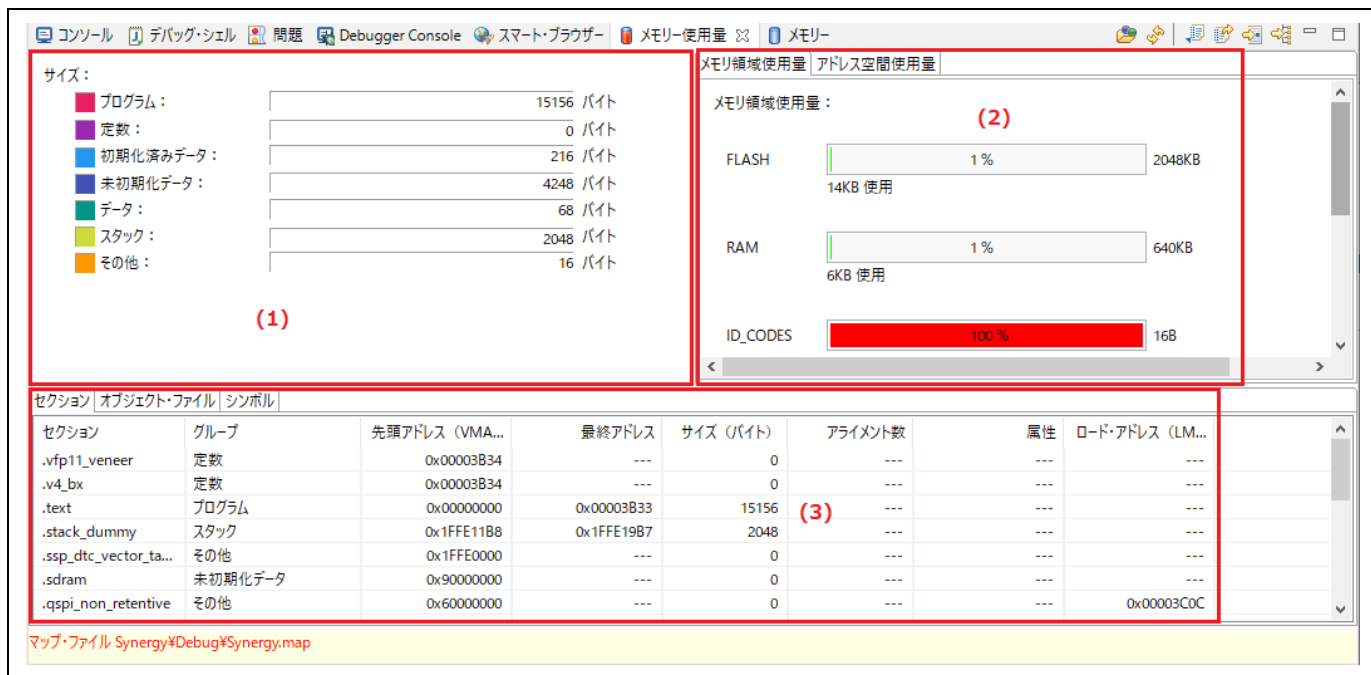 コンソール デバッグ・シェル 問題 Debugger Console スマート・ブラウザー メモリー使用量 メモリー
サイズ：
プログラム： 15156 バイト
定数： 0 バイト
初期化済みデータ： 216 バイト
未初期化データ： 4248 バイト
データ： 68 バイト
スタック： 2048 バイト
その他： 16 バイト
(1)
メモリ領域使用量 アドレス空間使用量
メモリ領域使用量：
(2)
FLASH 1 % 2048KB
14KB 使用
RAM 1 % 640KB
6KB 使用
ID_CODES 100 % 16B
セクション オブジェクト・ファイル シンボル
セクション グループ 先頭アドレス（VMA... 最終アドレス サイズ（バイト） アライメント数 属性 ロード・アドレス（LM...
.vfp11_veneer 定数 0x00003B34 --- 0 --- --- ---
.v4_bx 定数 0x00003B34 --- 0 --- --- ---
.text プログラム 0x00000000 0x00003B33 15156 --- --- ---
(3)
.stack_dummy スタック 0x1FFE11B8 0x1FFE19B7 2048 --- --- ---
.ssp_dtc_vector_ta... その他 0x1FFE0000 --- 0 --- --- ---
.sdram 未初期化データ 0x90000000 --- 0 --- --- ---
.qspi_non_retentive その他 0x60000000 --- 0 --- --- 0x00003C0C
マップ・ファイル Synergy¥Debug¥Synergy.map